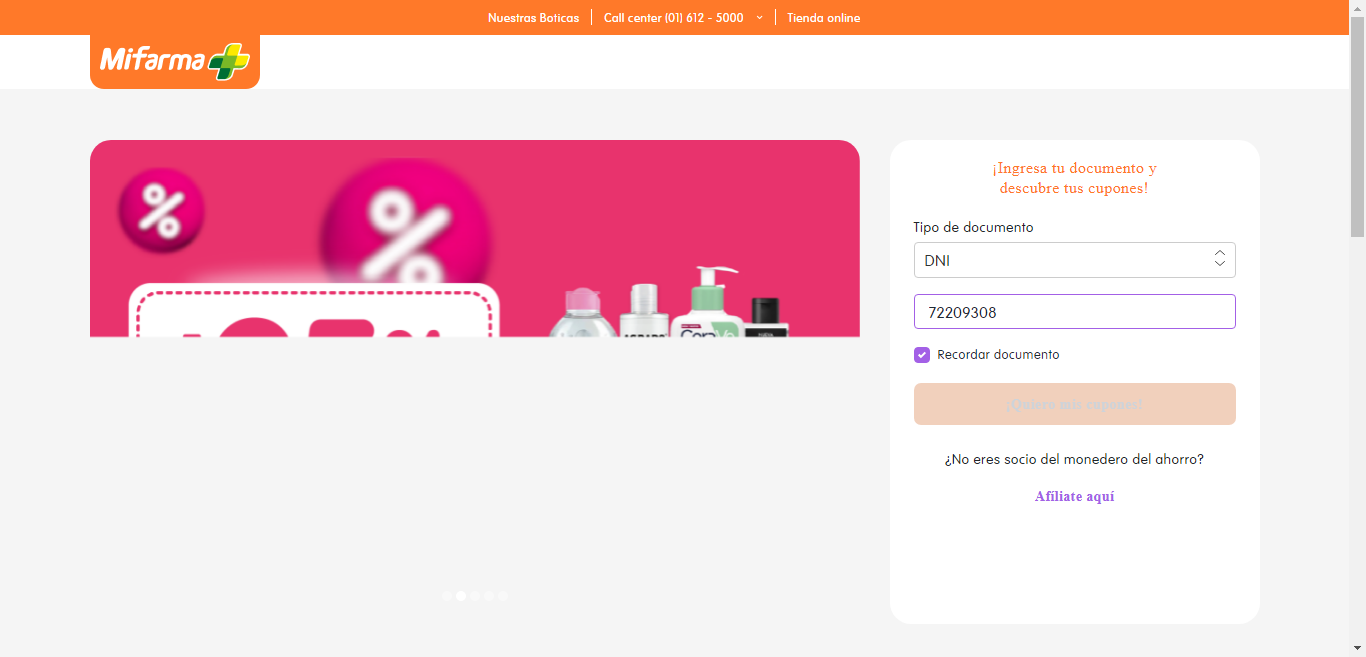 Nuestras Boticas
Call center (01) 612 - 5000
Tienda online
Mifarma
¡Ingresa tu documento y
descubre tus cupones!
Tipo de documento
DNI
72209308
Recordar documento
¡Quiero mis cupones!
¿No eres socio del monedero del ahorro?
Afíliate aquí
%
%